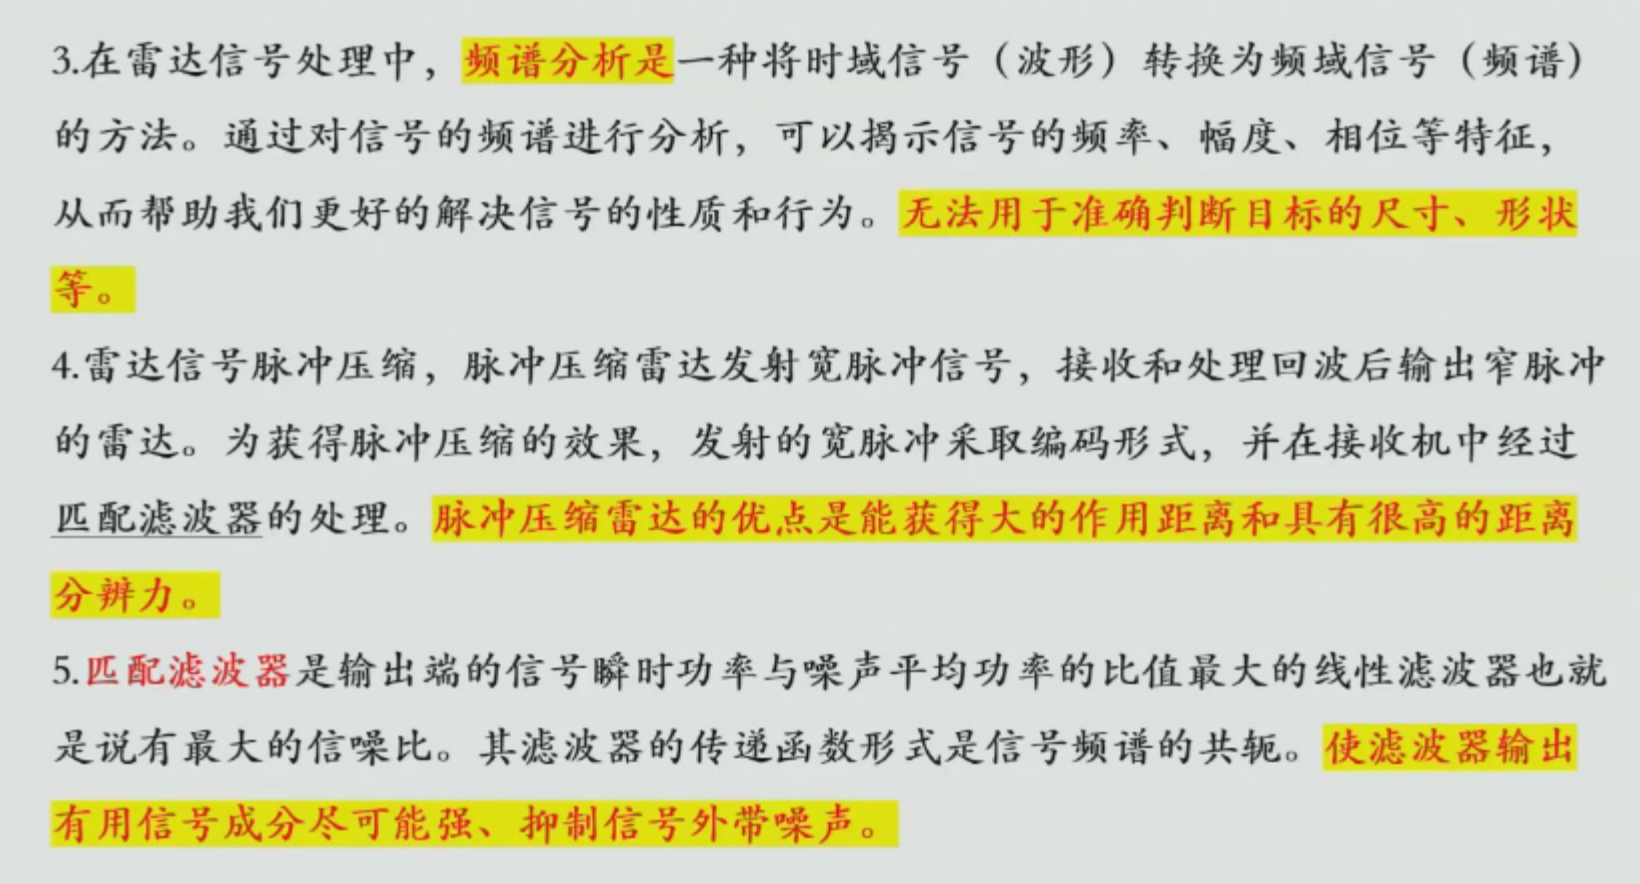 3.在雷达信号处理中，频谱分析是一种将时域信号（波形）转换为频域信号（频谱）
的方法。通过对信号的频谱进行分析，可以揭示信号的频率、幅度、相位等特征，
从而帮助我们更好的解决信号的性质和行为。无法用于准确判断目标的尺寸、形状
等。
4.雷达信号脉冲压缩，脉冲压缩雷达发射宽脉冲信号，接收和处理回波后输出窄脉冲
的雷达。为获得脉冲压缩的效果，发射的宽脉冲采取编码形式，并在接收机中经过
匹配滤波器的处理。脉冲压缩雷达的优点是能获得大的作用距离和具有很高的距离
分辨力。
5.匹配滤波器是输出端的信号瞬时功率与噪声平均功率的比值最大的线性滤波器也就
是说有最大的信噪比。其滤波器的传递函数形式是信号频谱的共轭。使滤波器输出
有用信号成分尽可能强、抑制信号外带噪声。